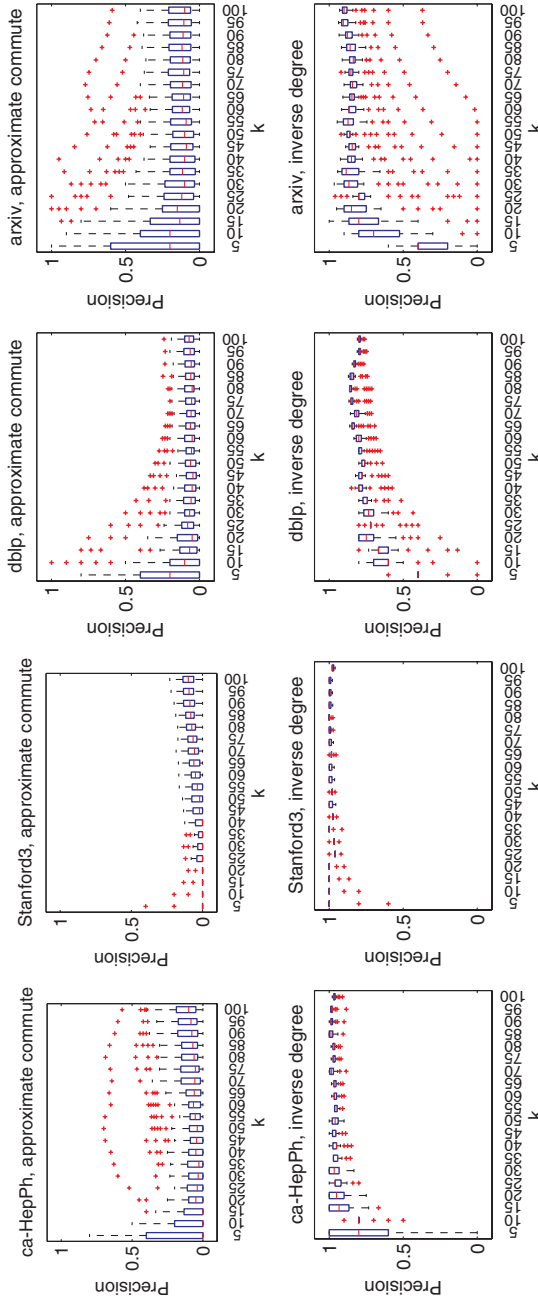 ca-HepPh, approximate commute
Precision
1
0.5
0
5 10 15 20 25 30 35 40 45 50 55 60 65 70 75 80 85 90 95 100
k
Stanford3, approximate commute
Precision
1
0.5
0
5 10 15 20 25 30 35 40 45 50 55 60 65 70 75 80 85 90 95 100
k
dblp, approximate commute
Precision
1
0.5
0
5 10 15 20 25 30 35 40 45 50 55 60 65 70 75 80 85 90 95 100
k
arxiv, approximate commute
Precision
1
0.5
0
5 10 15 20 25 30 35 40 45 50 55 60 65 70 75 80 85 90 95 100
k
ca-HepPh, inverse degree
Precision
1
0.5
0
5 10 15 20 25 30 35 40 45 50 55 60 65 70 75 80 85 90 95 100
k
Stanford3, inverse degree
Precision
1
0.5
0
5 10 15 20 25 30 35 40 45 50 55 60 65 70 75 80 85 90 95 100
k
dblp, inverse degree
Precision
1
0.5
0
5 10 15 20 25 30 35 40 45 50 55 60 65 70 75 80 85 90 95 100
k
arxiv, inverse degree
Precision
1
0.5
0
5 10 15 20 25 30 35 40 45 50 55 60 65 70 75 80 85 90 95 100
k